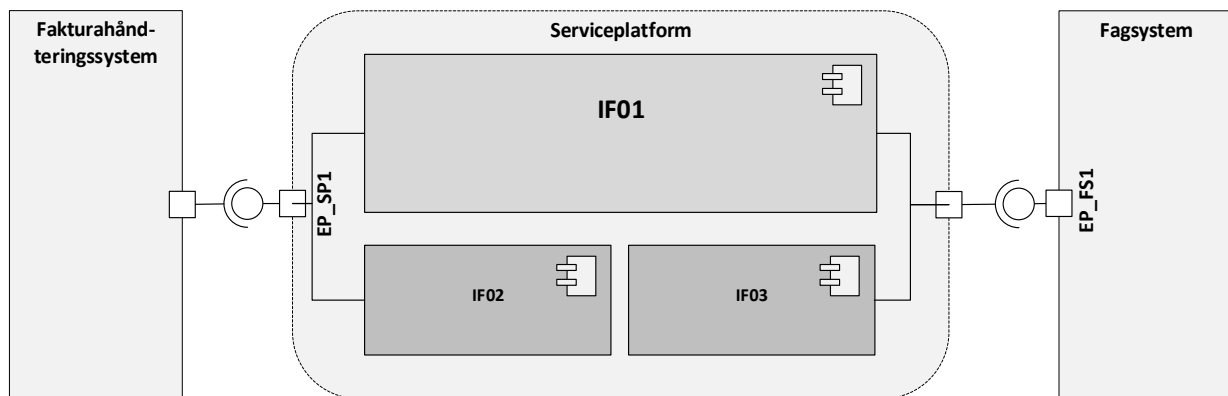 Fakturahånd-
teringssystem
Serviceplatform
Fagsystem
IF01
EP_SP1
EP_FS1
IF02
IF03